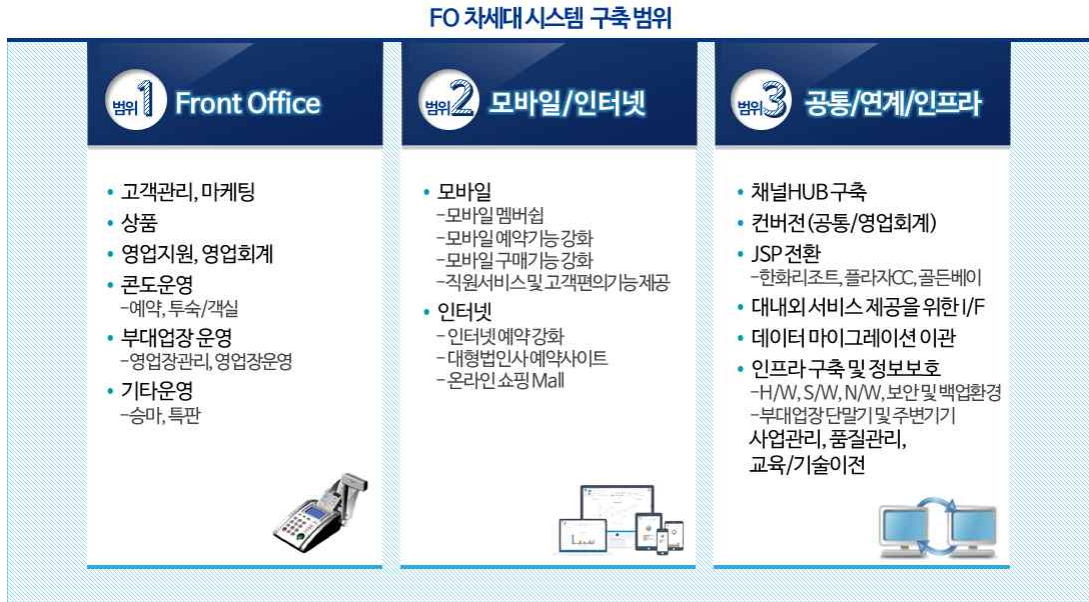 FO 차세대 시스템 구축 범위
범위 1 Front Office
• 고객관리, 마케팅
• 상품
• 영업지원, 영업회계
• 콘도운영
-예약, 투숙/객실
• 부대업장 운영
-영업장관리, 영업장운영
• 기타운영
-승마, 특판
범위 2 모바일/인터넷
• 모바일
-모바일 멤버쉽
-모바일 예약기능 강화
-모바일 구매기능 강화
-직원서비스 및 고객편의기능 제공
• 인터넷
- 인터넷 예약 강화
- 대형법인사 예약사이트
- 온라인 쇼핑 Mall
범위 3 공통/연계/인프라
• 채널HUB 구축
• 컨버전 (공통/영업회계)
• JSP 전환
-한화리조트, 플라자CC, 골든베이
• 대내외 서비스 제공을 위한 I/F
• 데이터 마이그레이션 이관
• 인프라 구축 및 정보보호
-H/W, S/W, N/W, 보안 및 백업환경
-부대업장 단말기 및 주변기기
사업관리, 품질관리,
교육/기술이전